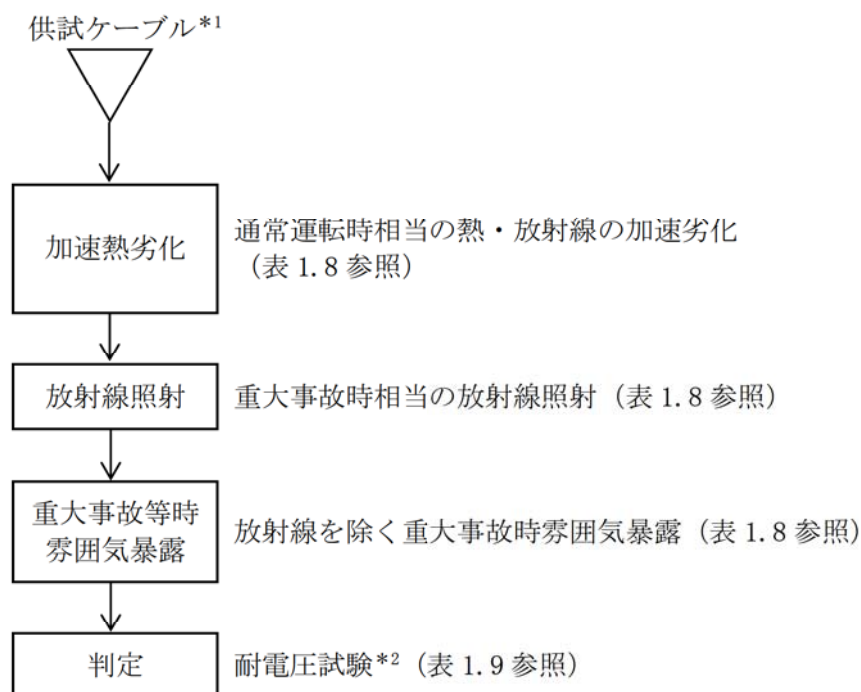 供試ケーブル*1
加速熱劣化
通常運転時相当の熱・放射線の加速劣化
(表 1.8 参照)
放射線照射
重大事故時相当の放射線照射 (表 1.8 参照)
重大事故等時
雰囲気暴露
放射線を除く重大事故時雰囲気暴露 (表 1.8 参照)
判定
耐電圧試験*2 (表 1.9 参照)